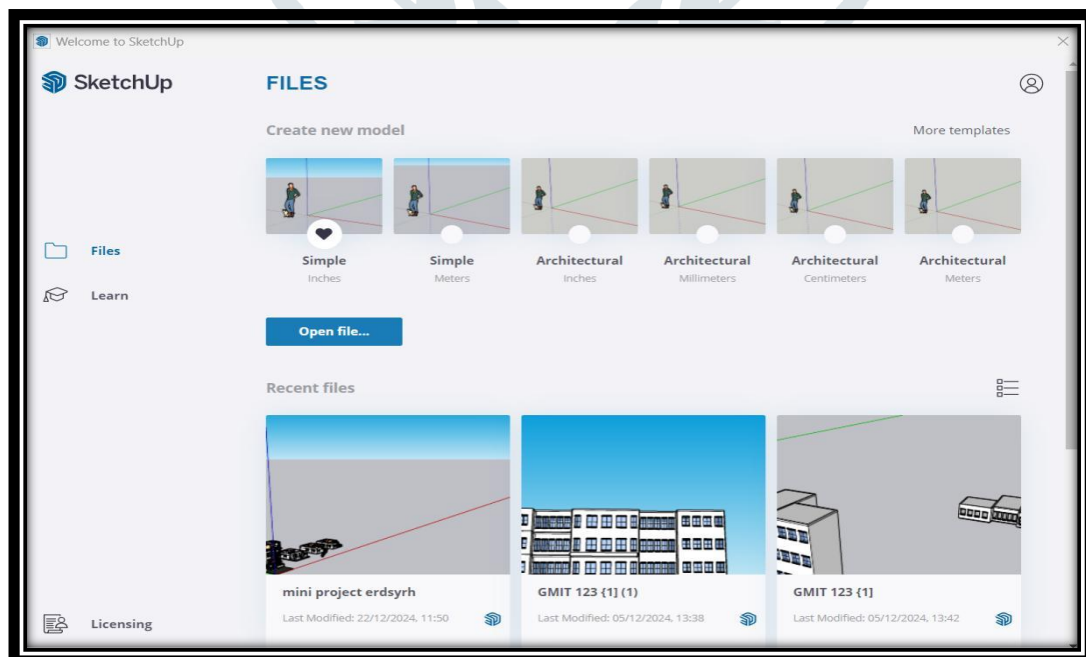 Welcome to SketchUp
SketchUp
FILES
Create new model
More templates
Simple
Inches
Simple
Meters
Architectural
Inches
Architectural
Millimeters
Architectural
Centimeters
Architectural
Meters
Files
Learn
Open file...
Recent files
mini project erdsyrh
Last Modified: 22/12/2024, 11:50
GMIT 123 {1} (1)
Last Modified: 05/12/2024, 13:38
GMIT 123 {1]
Last Modified: 05/12/2024, 13:42
Licensing